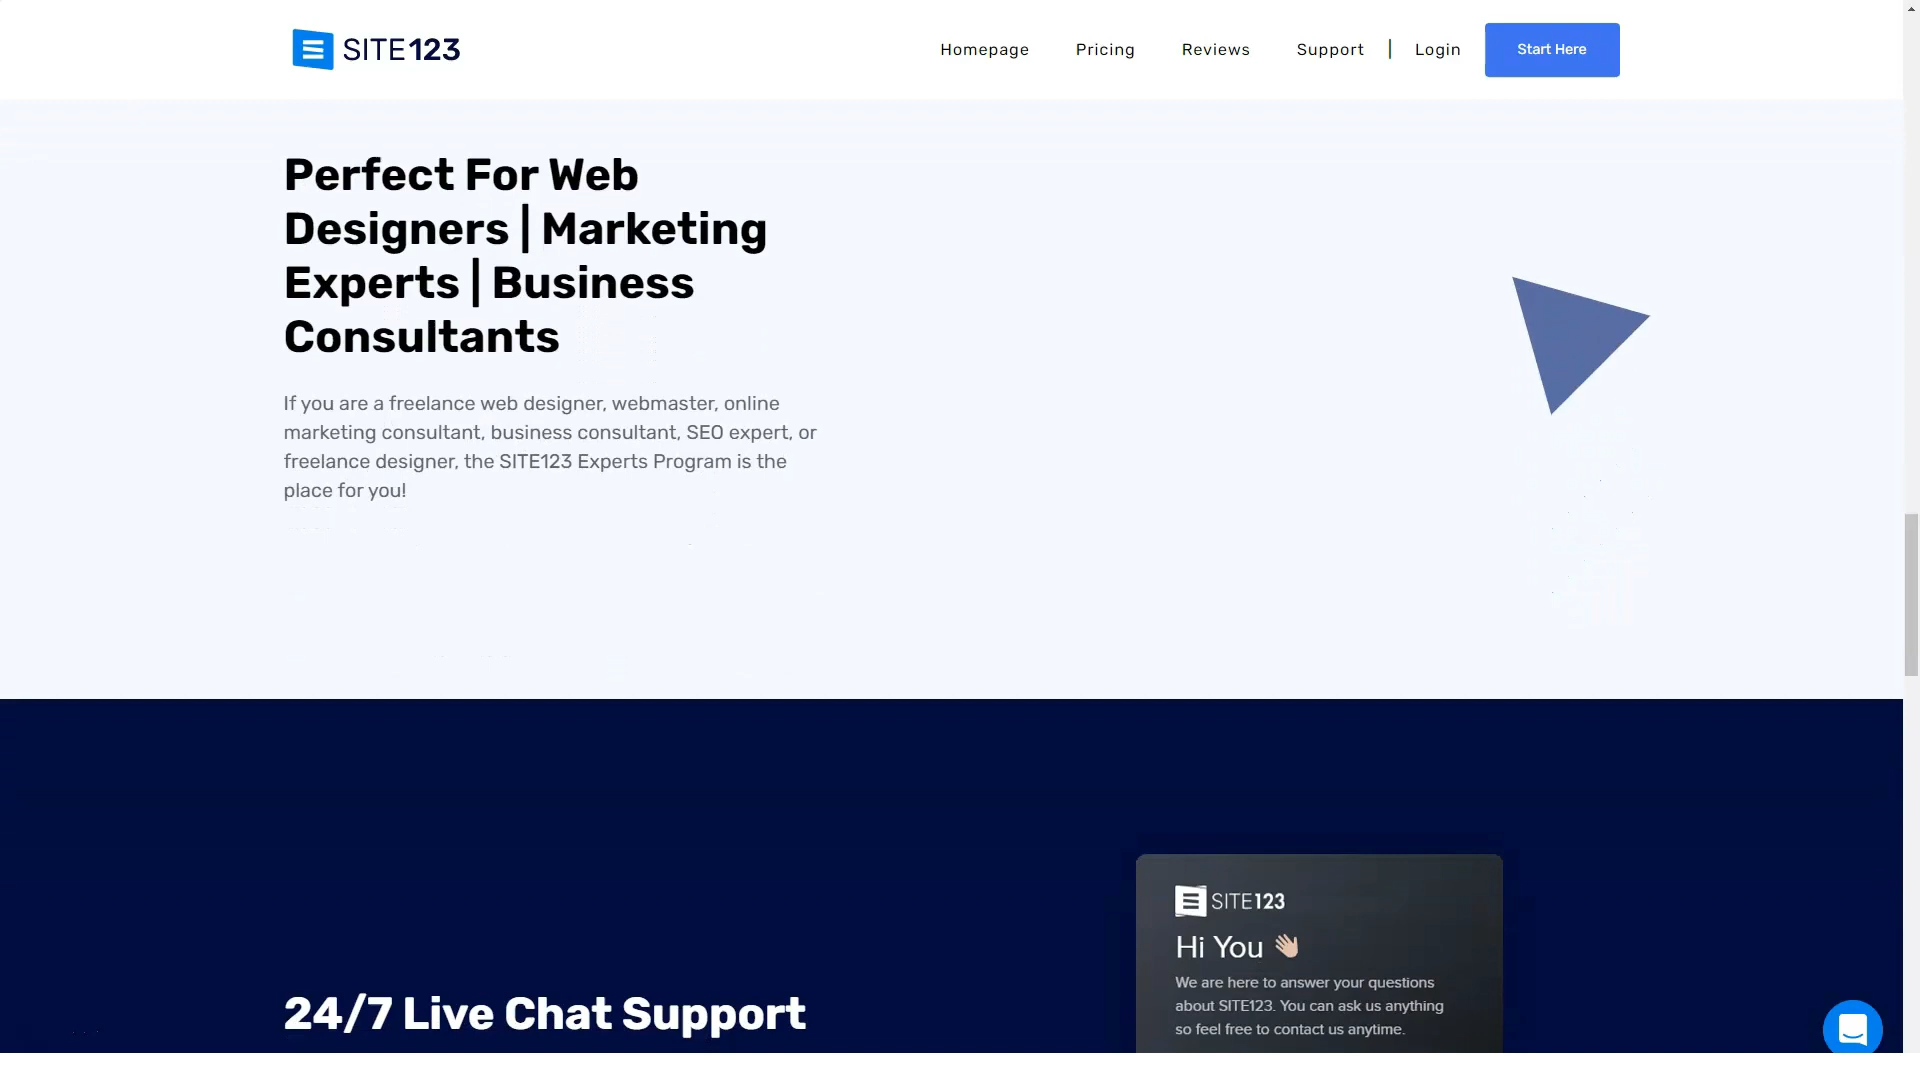 SITE123
Homepage
Pricing
Reviews
Support
|
Login
Start Here
Perfect For Web
Designers | Marketing
Experts | Business
Consultants
If you are a freelance web designer, webmaster, online
marketing consultant, business consultant, SEO expert, or
freelance designer, the SITE123 Experts Program is the
place for you!
SITE123
Hi You 👋
We are here to answer your questions
about SITE123. You can ask us anything
so feel free to contact us anytime.
24/7 Live Chat Support